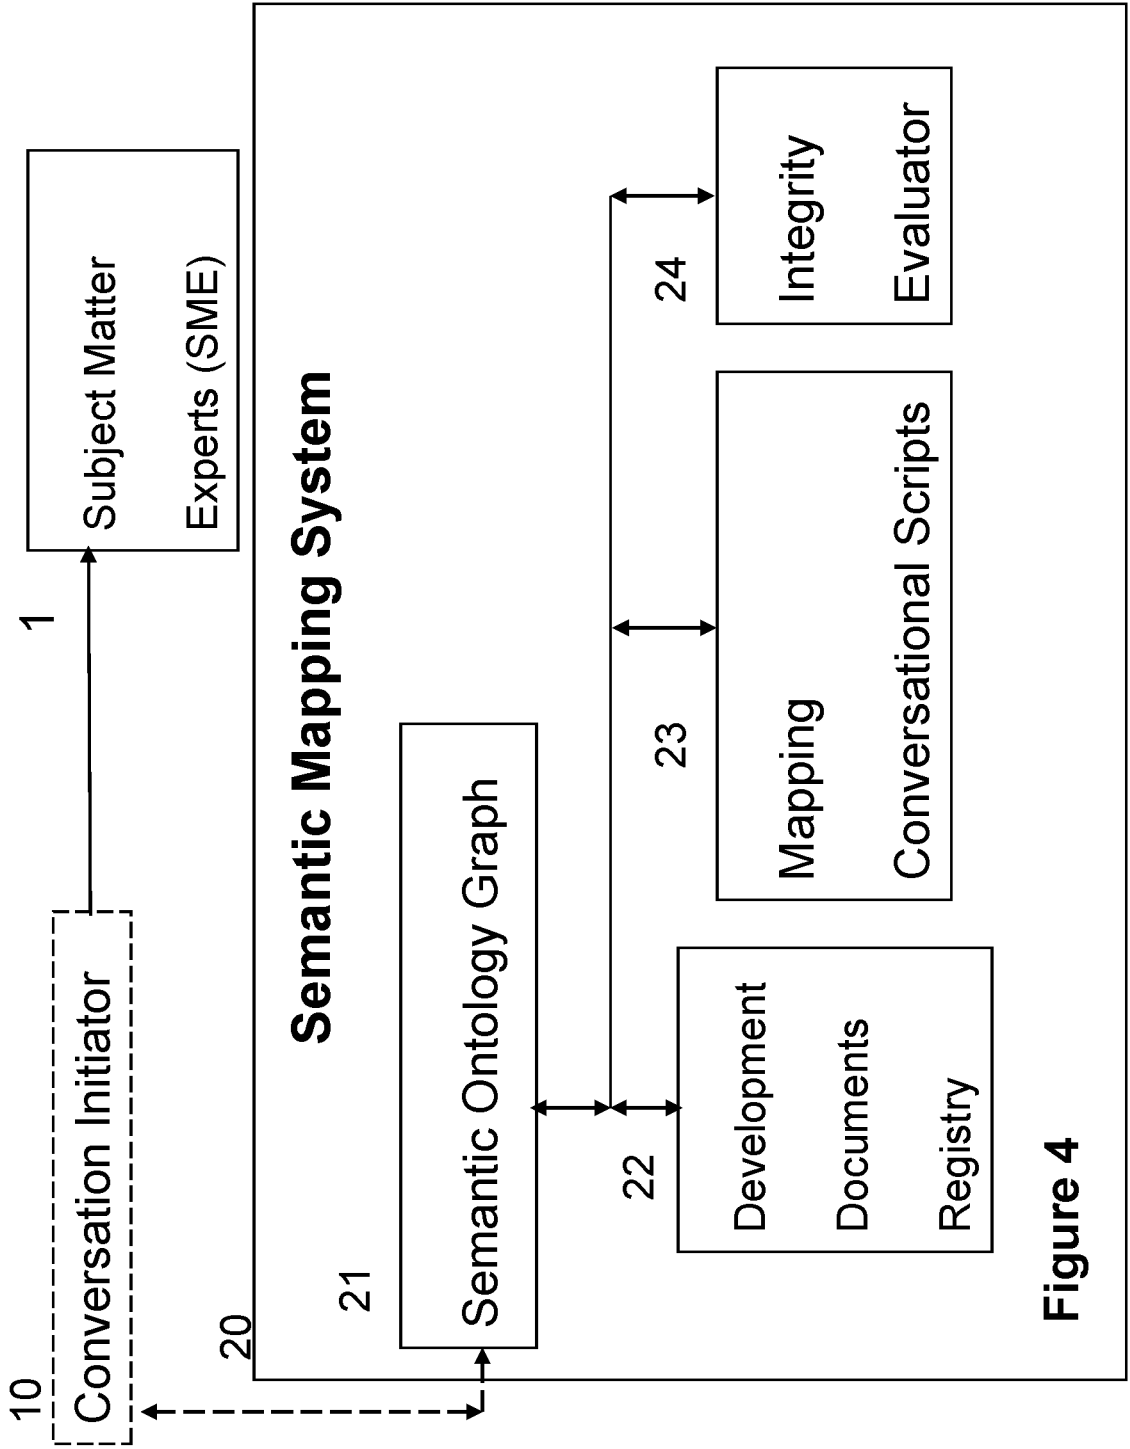 10
Conversation Initiator
1
Subject Matter
Experts (SME)
20
Semantic Mapping System
21
Semantic Ontology Graph
22
Development
Documents
Registry
23
Mapping
Conversational Scripts
24
Integrity
Evaluator
Figure 4